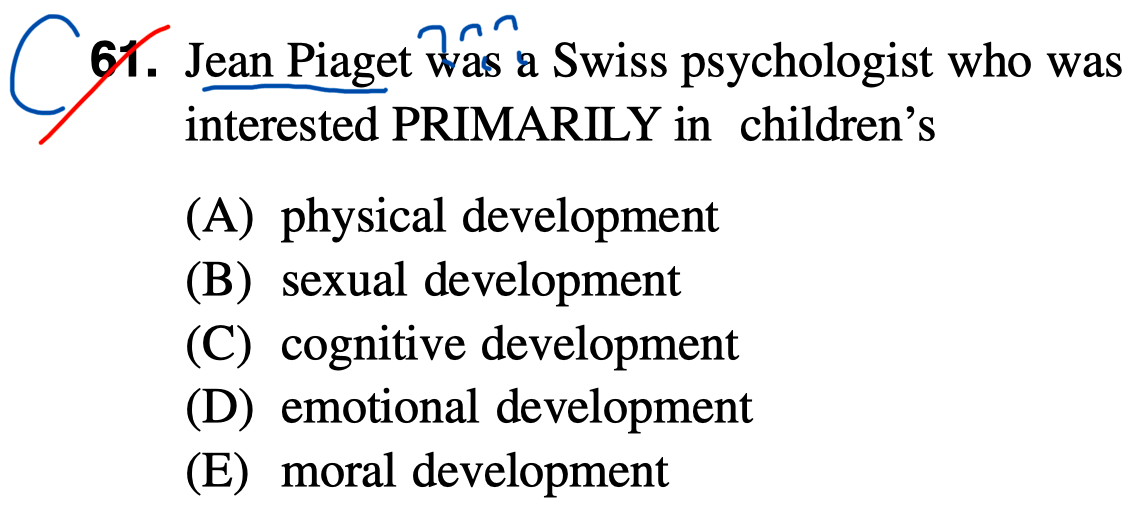 C 61. Jean Piaget was a Swiss psychologist who was
???
interested PRIMARILY in children's
(A) physical development
(B) sexual development
(C) cognitive development
(D) emotional development
(E) moral development